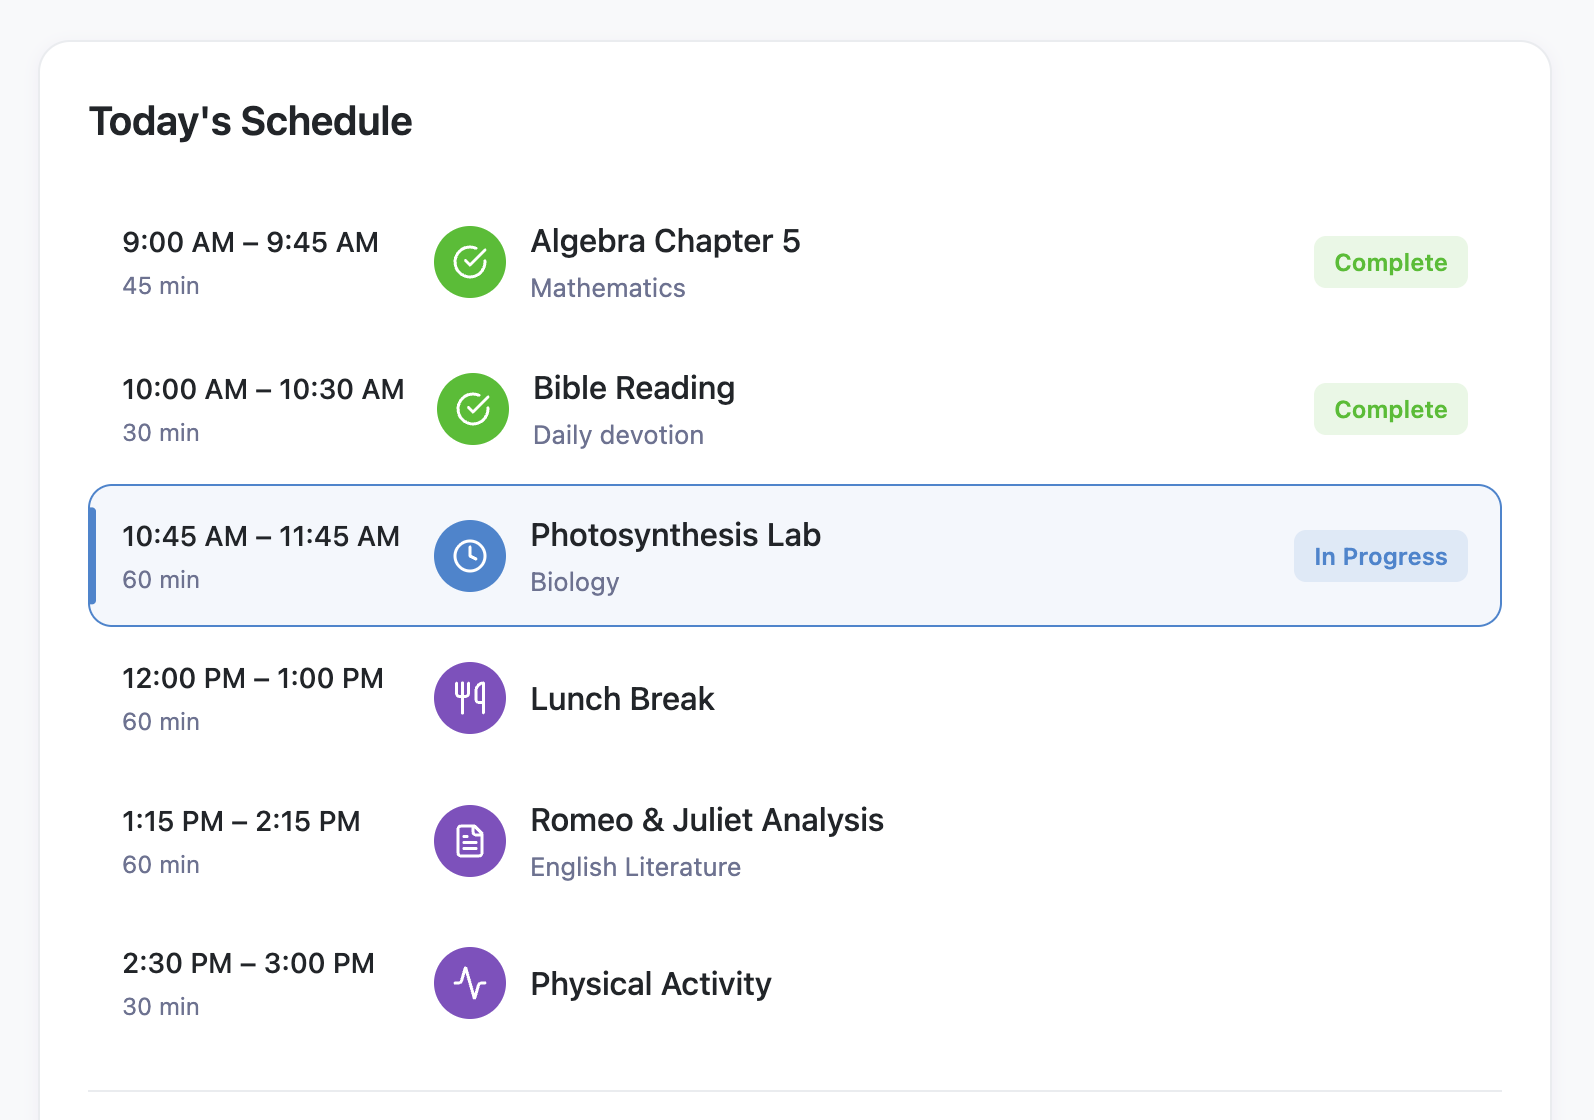 Today's Schedule
9:00 AM – 9:45 AM
45 min
Algebra Chapter 5
Mathematics
Complete
10:00 AM – 10:30 AM
30 min
Bible Reading
Daily devotion
Complete
10:45 AM – 11:45 AM
60 min
Photosynthesis Lab
Biology
In Progress
12:00 PM – 1:00 PM
60 min
Lunch Break
1:15 PM – 2:15 PM
60 min
Romeo & Juliet Analysis
English Literature
2:30 PM – 3:00 PM
30 min
Physical Activity